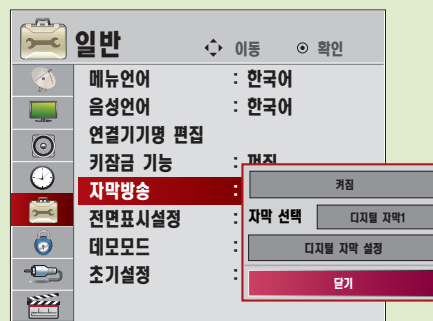 일반 이동 확인
메뉴언어 : 한국어
음성언어 : 한국어
연결기기명 편집
키잠금 기능 : 꺼짐
자막방송 :
켜짐
전면표시설정 :
자막 선택 디지털 자막1
데모모드 :
디지털 자막 설정
초기설정 :
닫기